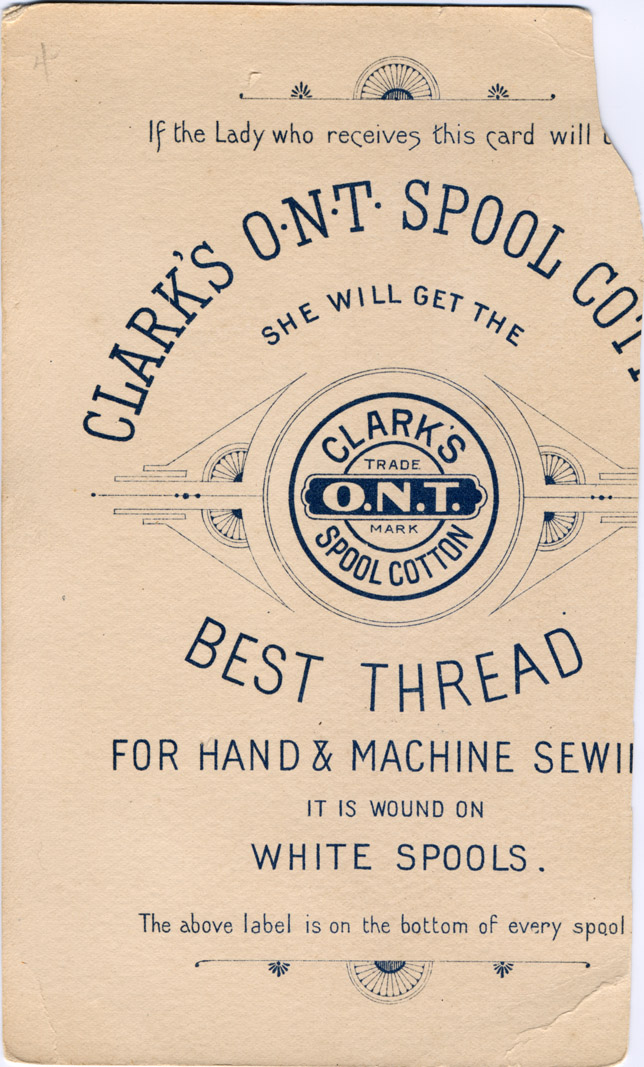 4
If the Lady who receives this card will
CLARK'S O·N·T· SPOOL COT
SHE WILL GET THE
CLARK'S
TRADE
O.N.T.
MARK
SPOOL COTTON
BEST THREAD
FOR HAND & MACHINE SEWI
IT IS WOUND ON
WHITE SPOOLS.
The above label is on the bottom of every spool